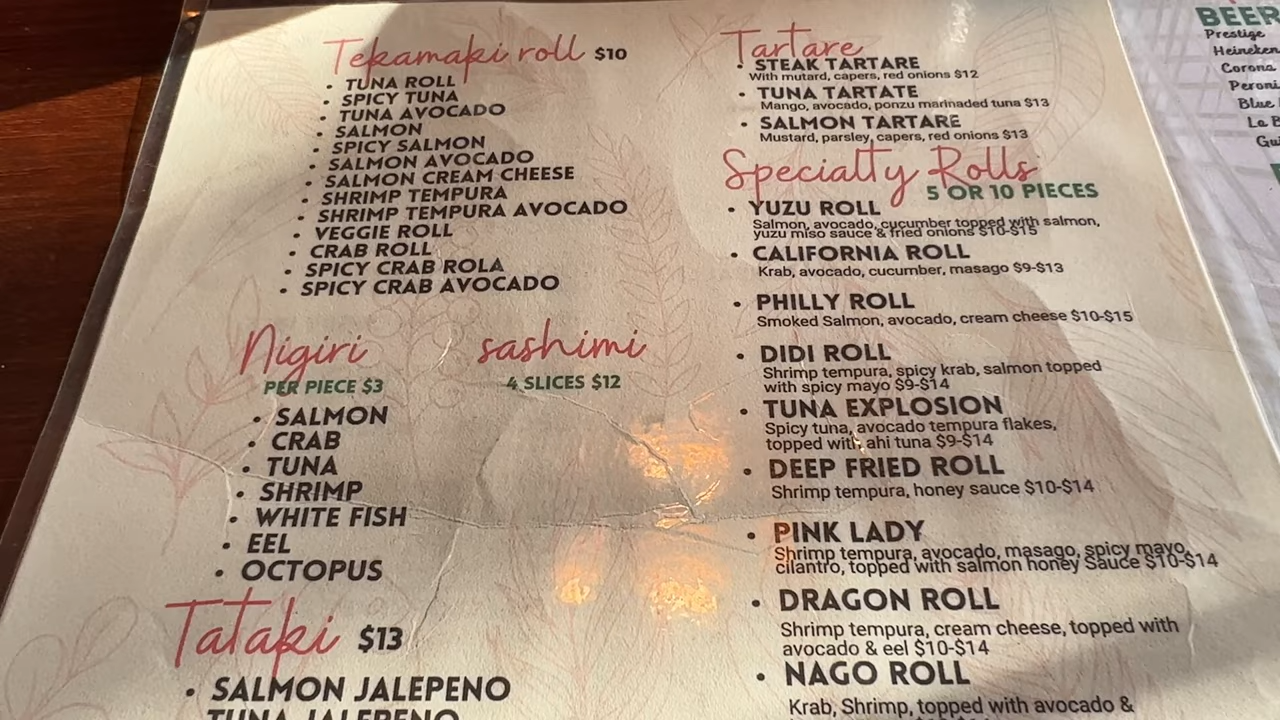 Tekamaki roll $10
• TUNA ROLL
• SPICY TUNA
• TUNA AVOCADO
• SALMON
• SPICY SALMON
• SALMON AVOCADO
• SALMON CREAM CHEESE
• SHRIMP TEMPURA
• SHRIMP TEMPURA AVOCADO
• VEGGIE ROLL
• CRAB ROLL
• SPICY CRAB ROLA
• SPICY CRAB AVOCADO
Nigiri
PER PIECE $3
sashimi
4 SLICES $12
• SALMON
• CRAB
• TUNA
• SHRIMP
• WHITE FISH
• EEL
• OCTOPUS
Tataki $13
• SALMON JALEPENO
TUNA JALEPENO
Tartare
• STEAK TARTARE
With mutard, capers, red onions $12
• TUNA TARTATE
Mango, avocado, ponzu marinaded tuna $13
• SALMON TARTARE
Mustard, parsley, capers, red onions $13
Specialty Rolls
5 OR 10 PIECES
• YUZU ROLL
Salmon, avocado, cucumber topped with salmon,
yuzu miso sauce & fried onions $10-$15
• CALIFORNIA ROLL
Krab, avocado, cucumber, masago $9-$13
• PHILLY ROLL
Smoked Salmon, avocado, cream cheese $10-$15
• DIDI ROLL
Shrimp tempura, spicy krab, salmon topped
with spicy mayo $9-$14
• TUNA EXPLOSION
Spicy tuna, avocado tempura flakes,
topped with ahi tuna $9-$14
• DEEP FRIED ROLL
Shrimp tempura, honey sauce $10-$14
• PINK LADY
Shrimp tempura, avocado, masago, spicy mayo,
cilantro, topped with salmon honey Sauce $10-$14
• DRAGON ROLL
Shrimp tempura, cream cheese, topped with
avocado & eel $10-$14
• NAGO ROLL
Krab, Shrimp, topped with avocado &
BEER
Prestige
Heineken
Corona
Peroni
Blue
La B
Gui